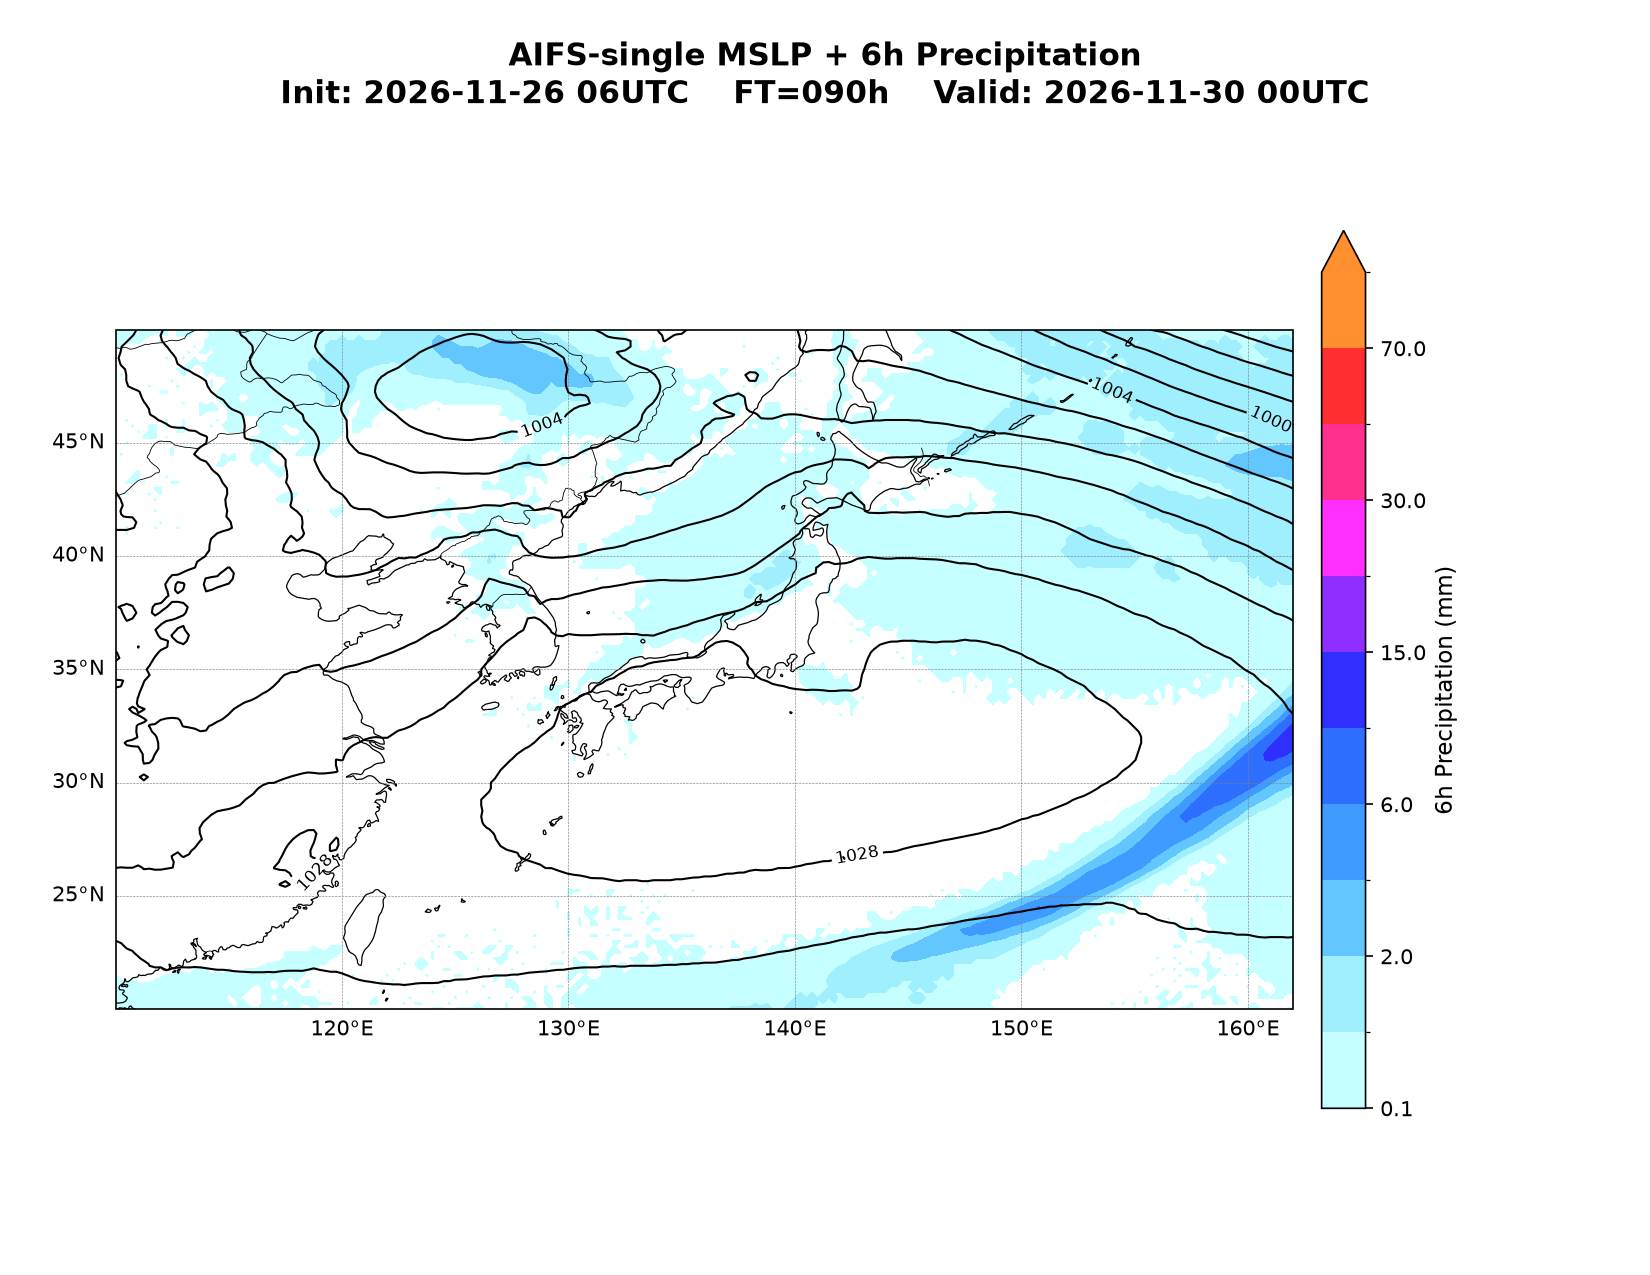 AIFS-single MSLP + 6h Precipitation
Init: 2026-11-26 06UTC    FT=090h    Valid: 2026-11-30 00UTC
70.0
30.0
15.0
6.0
2.0
0.1
6h Precipitation (mm)
45°N
40°N
35°N
30°N
25°N
120°E
130°E
140°E
150°E
160°E
1004
1004
1000
1028
1028